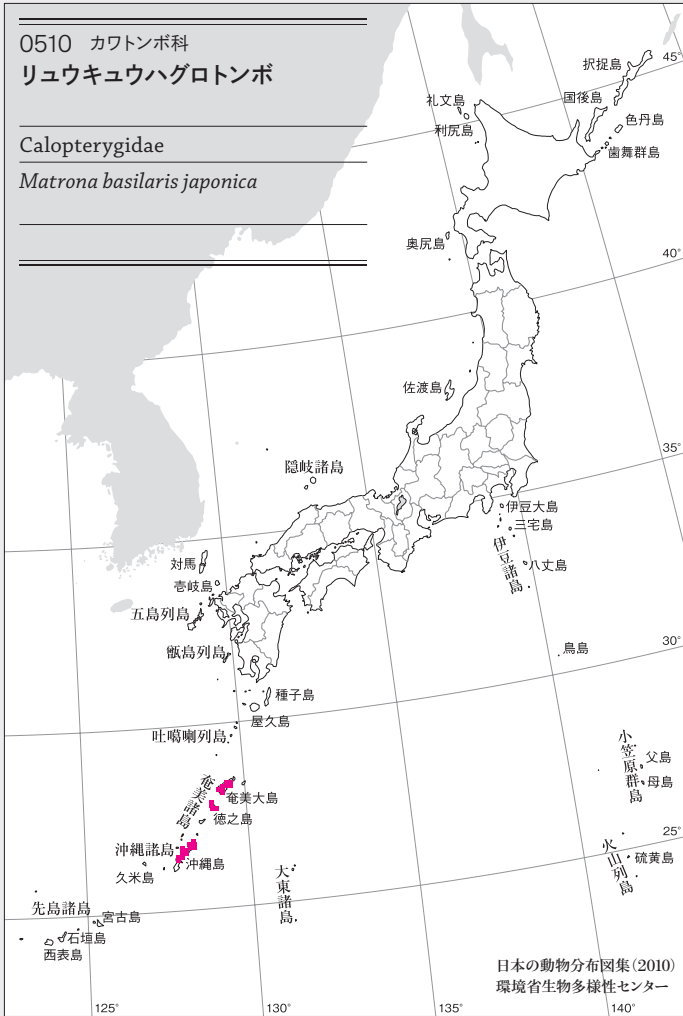 0510 カワトンボ科
リュウキュウハグロトンボ
Calopterygidae
Matrona basilaris japonica
択捉島
45°
国後島
礼文島
色丹島
利尻島
歯舞群島
奥尻島
40°
佐渡島
35°
隠岐諸島
伊豆大島
三宅島
伊豆諸島
対馬
八丈島
壱岐島
五島列島
甑島列島
鳥島
30°
種子島
屋久島
吐噶喇列島
小笠原群島
父島
母島
奄美諸島
奄美大島
徳之島
25°
沖縄諸島
沖縄島
火山列島
硫黄島
久米島
大東諸島
先島諸島
宮古島
石垣島
西表島
日本の動物分布図集(2010)
環境省生物多様性センター
125°
130°
135°
140°